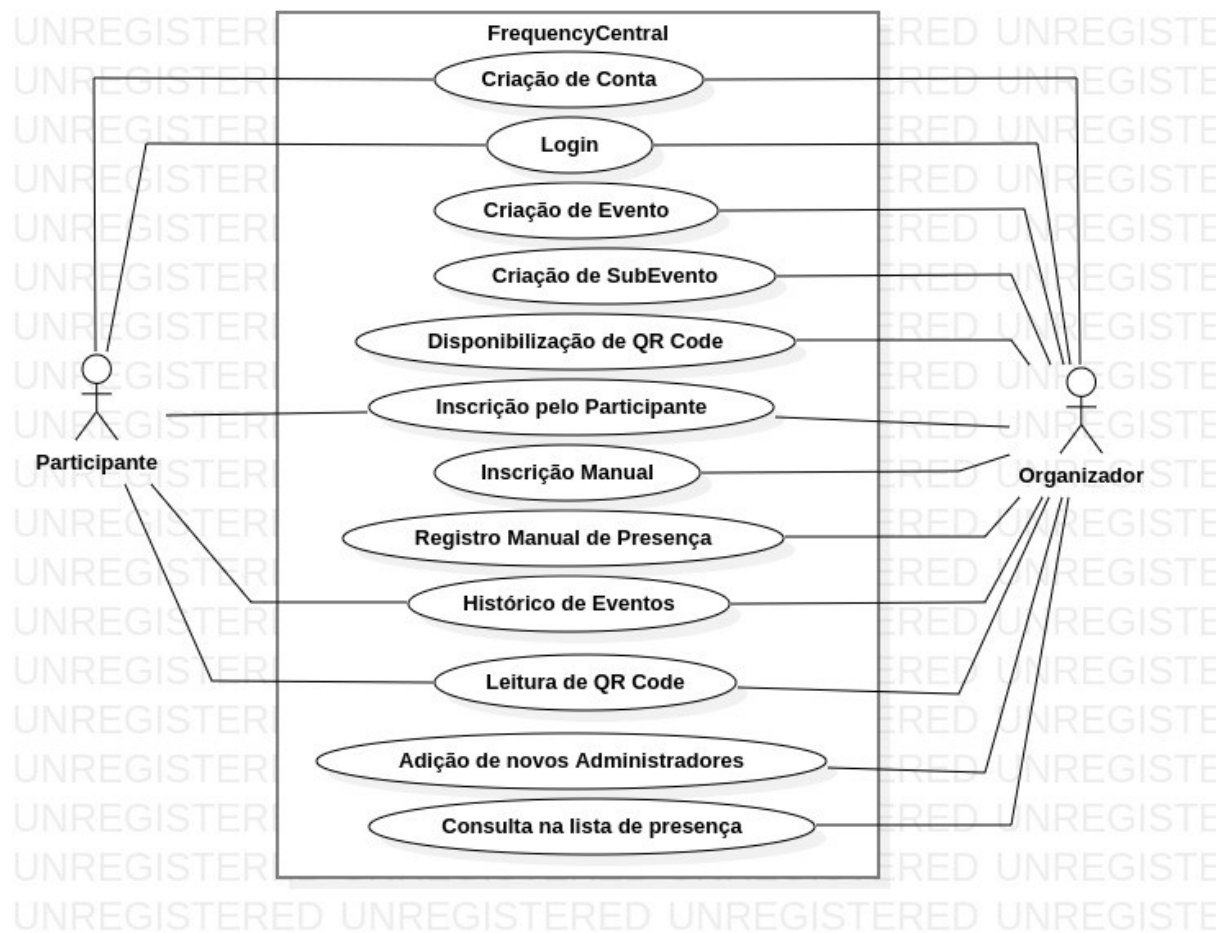 FrequencyCentral
Criação de Conta
Login
Criação de Evento
Criação de SubEvento
Disponibilização de QR Code
Inscrição pelo Participante
Inscrição Manual
Participante
Organizador
Registro Manual de Presença
Histórico de Eventos
Leitura de QR Code
Adição de novos Administradores
Consulta na lista de presença
UNREGISTERED UNREGISTERED UNREGISTERED UNREGISTE